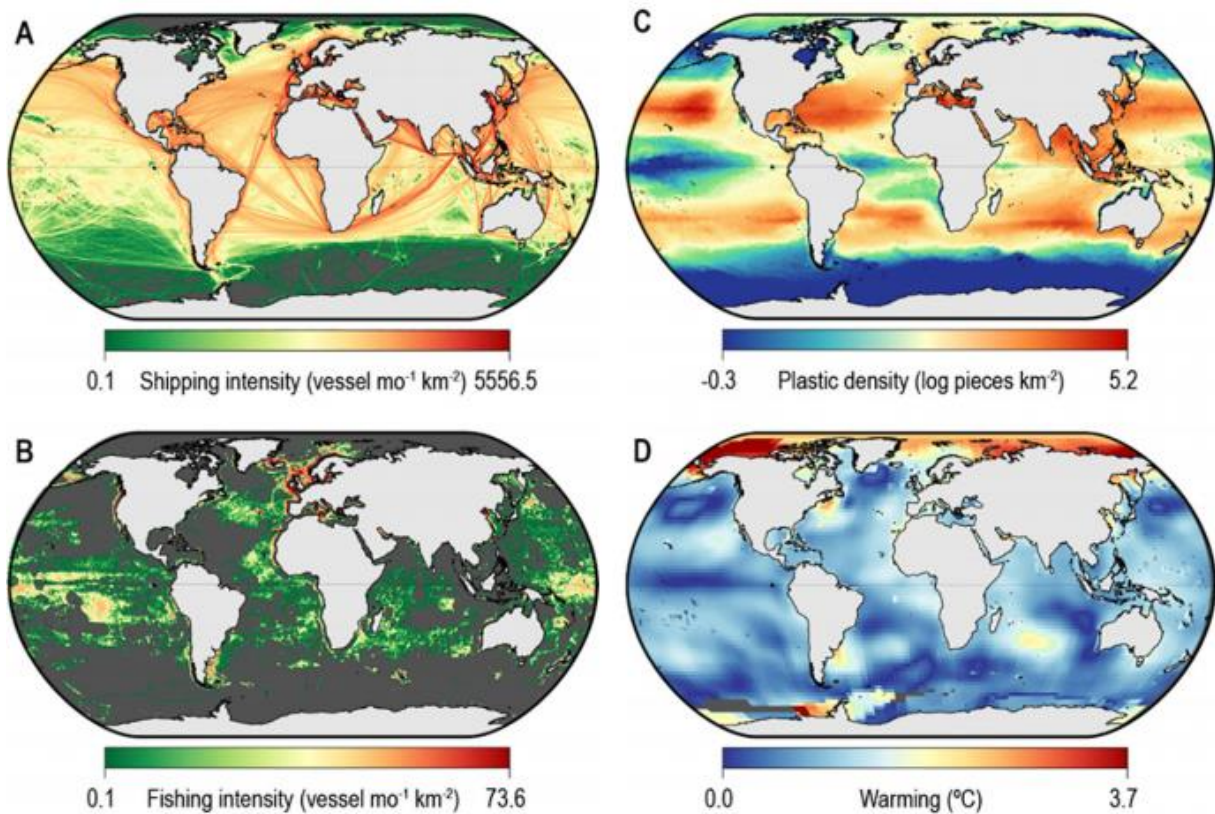 A
0.1 Shipping intensity (vessel mo⁻¹ km⁻²) 5556.5
C
-0.3 Plastic density (log pieces km⁻²) 5.2
B
0.1 Fishing intensity (vessel mo⁻¹ km⁻²) 73.6
D
0.0 Warming (ºC) 3.7